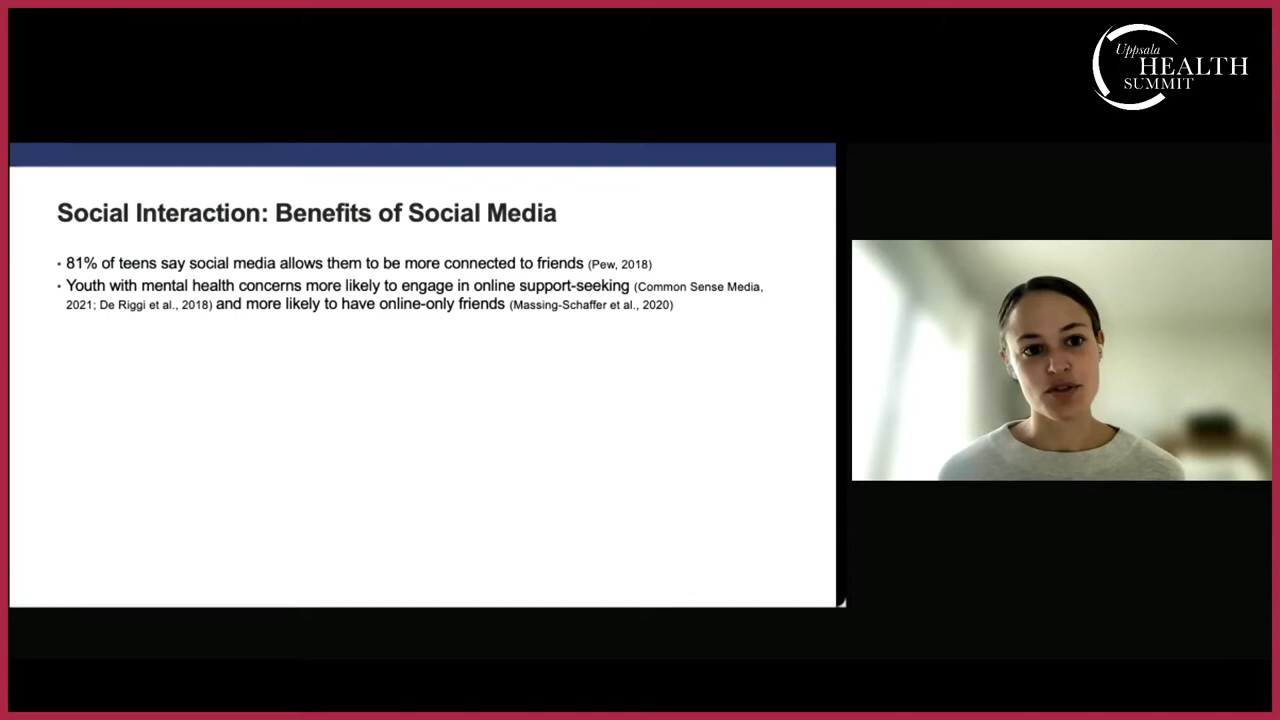 Uppsala
HEALTH
SUMMIT
Social Interaction: Benefits of Social Media
• 81% of teens say social media allows them to be more connected to friends (Pew, 2018)
• Youth with mental health concerns more likely to engage in online support-seeking (Common Sense Media,
2021; De Riggi et al., 2018) and more likely to have online-only friends (Massing-Schaffer et al., 2020)